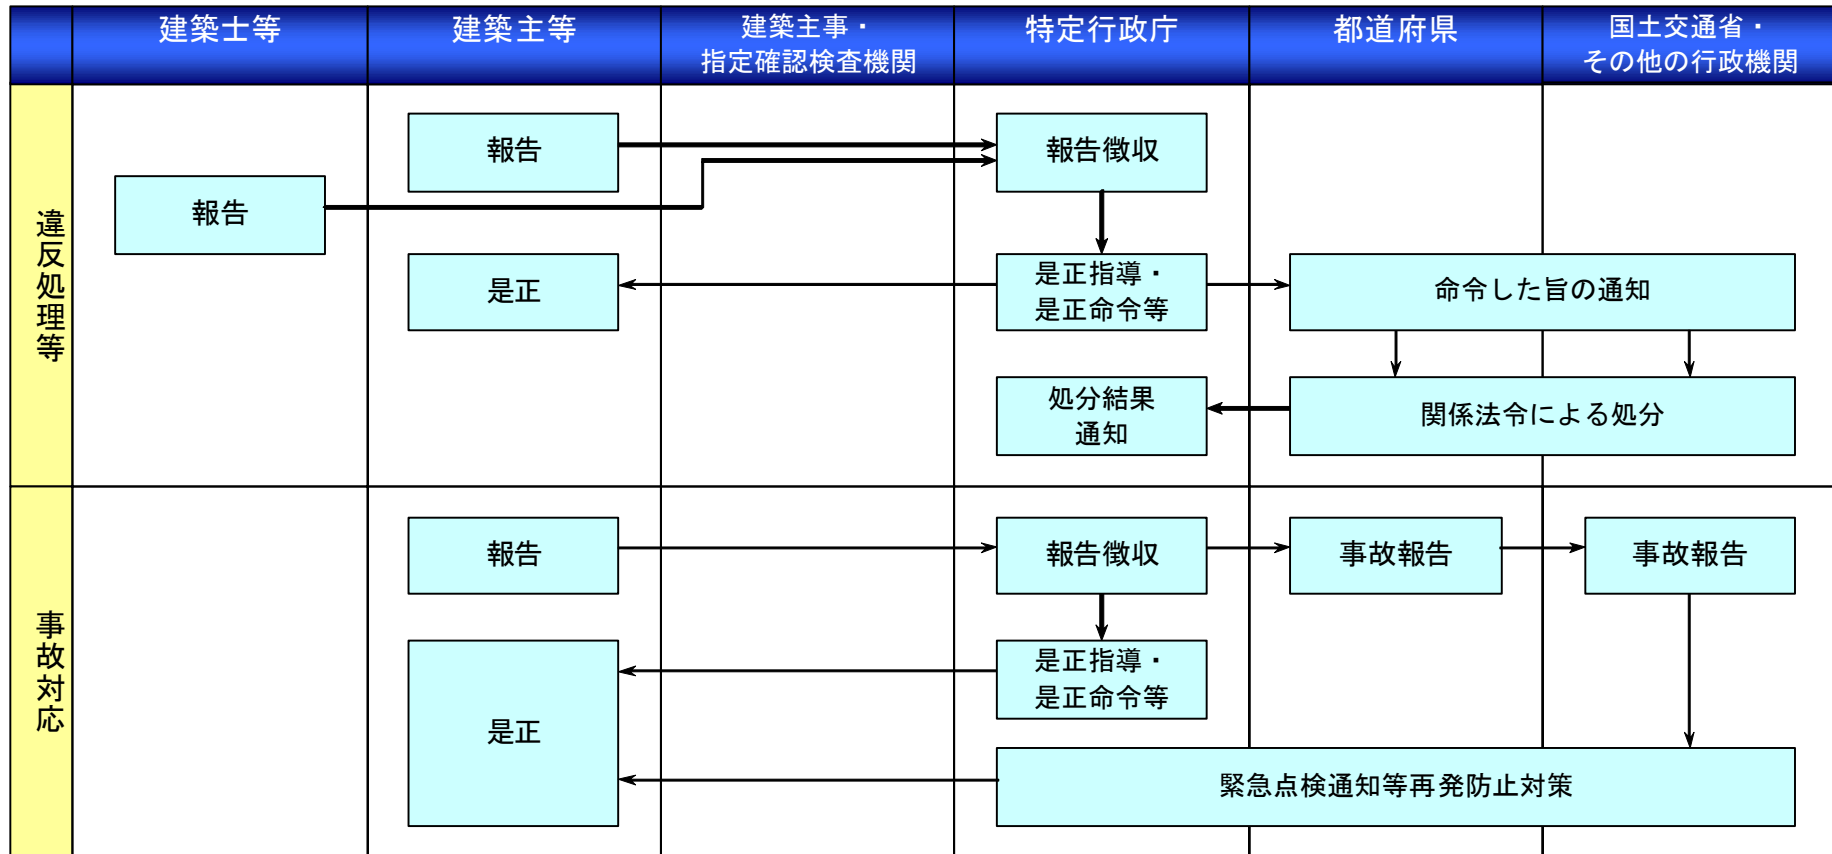 建築士等
建築主等
建築主事・
指定確認検査機関
特定行政庁
都道府県
国土交通省・
その他の行政機関
違反処理等
報告
報告徴収
報告
是正
是正指導・
是正命令等
命令した旨の通知
処分結果
通知
関係法令による処分
事故対応
報告
報告徴収
事故報告
事故報告
是正指導・
是正命令等
是正
緊急点検通知等再発防止対策